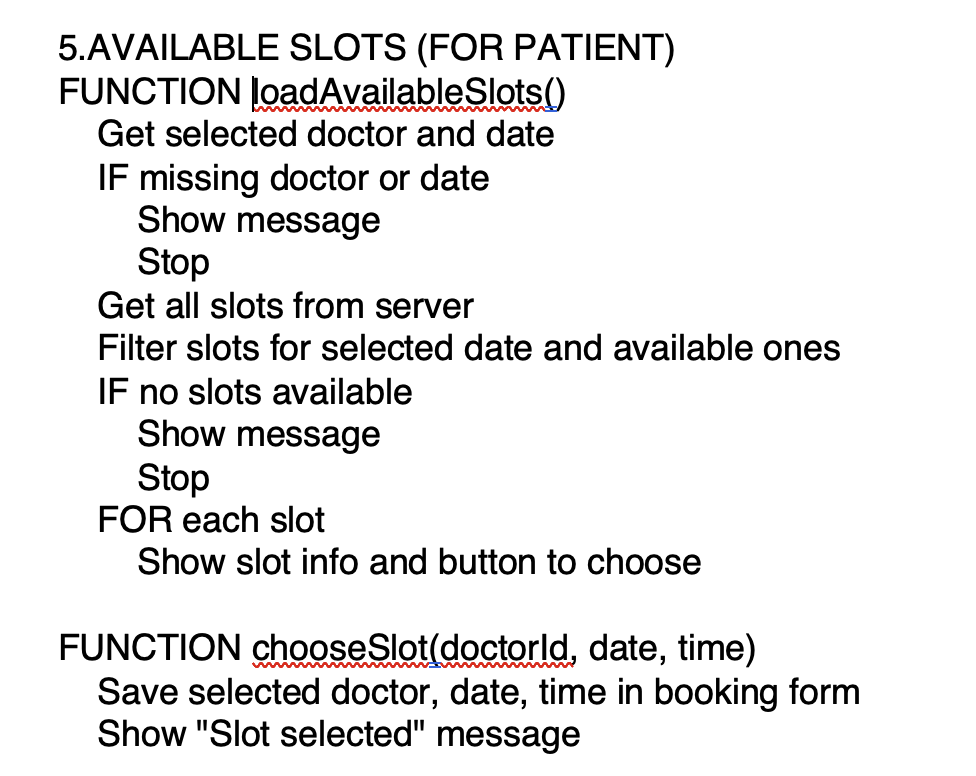 5.AVAILABLE SLOTS (FOR PATIENT)
FUNCTION loadAvailableSlots()
Get selected doctor and date
IF missing doctor or date
Show message
Stop
Get all slots from server
Filter slots for selected date and available ones
IF no slots available
Show message
Stop
FOR each slot
Show slot info and button to choose
FUNCTION chooseSlot(doctorId, date, time)
Save selected doctor, date, time in booking form
Show "Slot selected" message